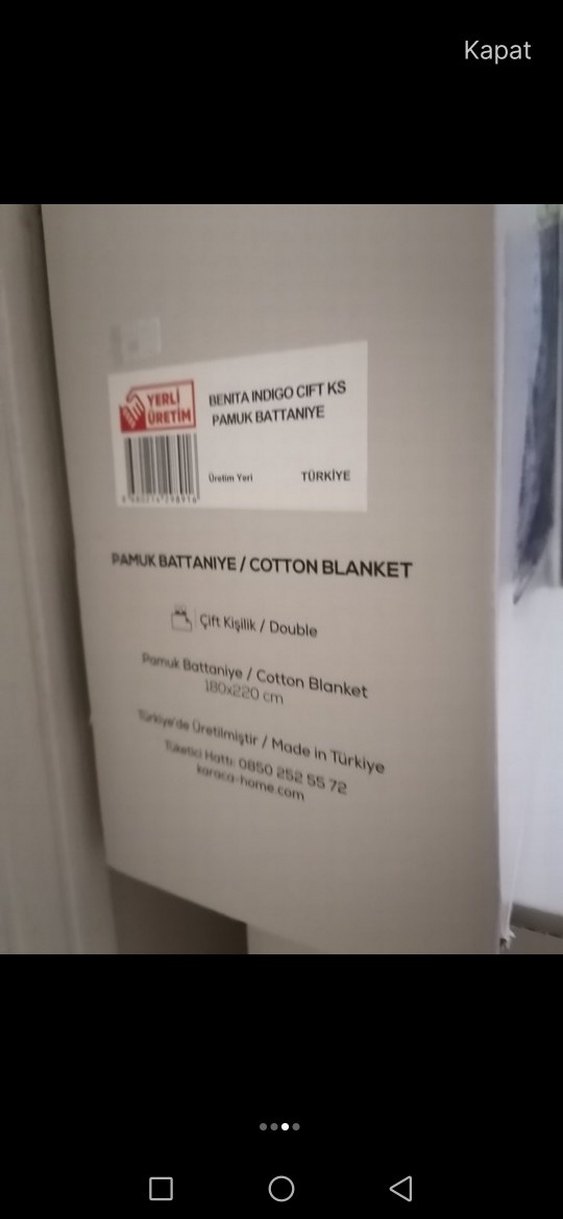 Kapat
YERLİ
ÜRETİM
BENITA INDIGO CIFT KS
PAMUK BATTANIYE
Üretim Yeri TÜRKİYE
PAMUK BATTANIYE / COTTON BLANKET
Çift Kişilik / Double
Pamuk Battaniye / Cotton Blanket
180x220 cm
Türkiye'de Üretilmiştir / Made in Türkiye
Tüketici Hattı: 0850 252 55 72
karaca-home.com